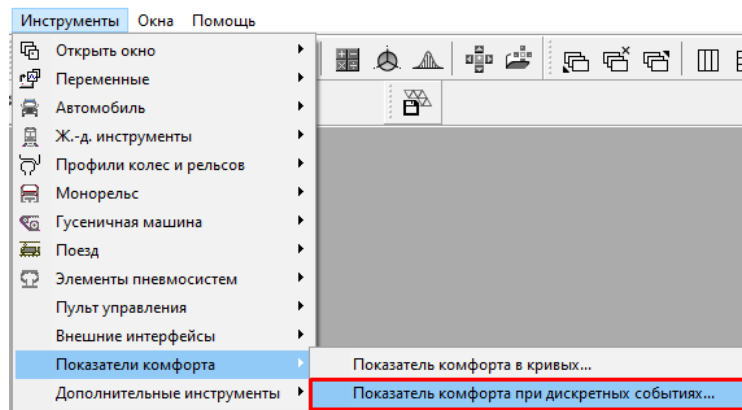 Инструменты Окна Помощь
Открыть окно
Переменные
Автомобиль
Ж.-д. инструменты
Профили колес и рельсов
Монорельс
Гусеничная машина
Поезд
Элементы пневмосистем
Пульт управления
Внешние интерфейсы
Показатели комфорта
Показатель комфорта в кривых...
Дополнительные инструменты
Показатель комфорта при дискретных событиях...